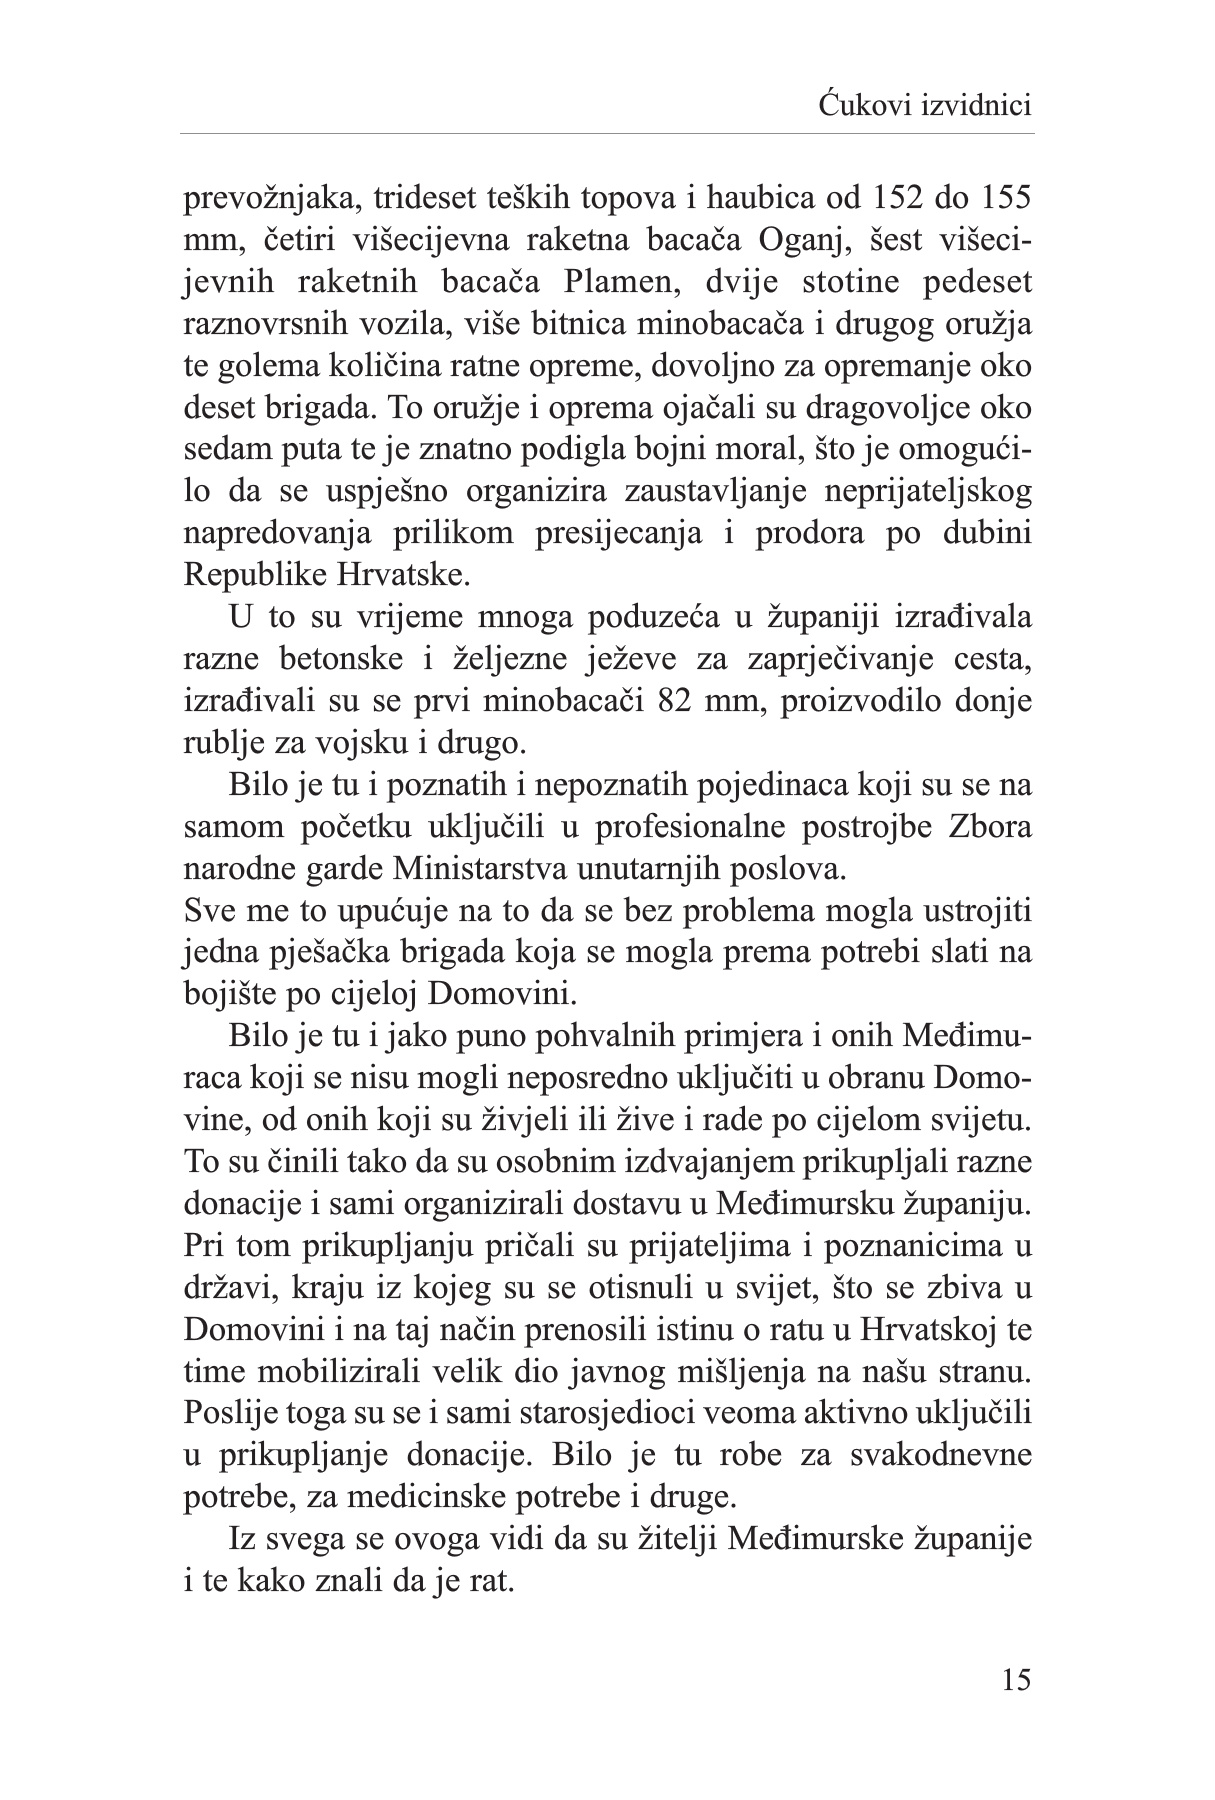 Ćukovi izvidnici
prevožnjaka, trideset teških topova i haubica od 152 do 155
mm, četiri višecijevna raketna bacača Oganj, šest višeci-
jevnih raketnih bacača Plamen, dvije stotine pedeset
raznovrsnih vozila, više bitnica minobacača i drugog oružja
te golema količina ratne opreme, dovoljno za opremanje oko
deset brigada. To oružje i oprema ojačali su dragovoljce oko
sedam puta te je znatno podigla bojni moral, što je omogući-
lo da se uspješno organizira zaustavljanje neprijateljskog
napredovanja prilikom presijecanja i prodora po dubini
Republike Hrvatske.
U to su vrijeme mnoga poduzeća u županiji izrađivala
razne betonske i željezne ježeve za zaprječivanje cesta,
izrađivali su se prvi minobacači 82 mm, proizvodilo donje
rublje za vojsku i drugo.
Bilo je tu i poznatih i nepoznatih pojedinaca koji su se na
samom početku uključili u profesionalne postrojbe Zbora
narodne garde Ministarstva unutarnjih poslova.
Sve me to upućuje na to da se bez problema mogla ustrojiti
jedna pješačka brigada koja se mogla prema potrebi slati na
bojište po cijeloj Domovini.
Bilo je tu i jako puno pohvalnih primjera i onih Međimu-
raca koji se nisu mogli neposredno uključiti u obranu Domo-
vine, od onih koji su živjeli ili žive i rade po cijelom svijetu.
To su činili tako da su osobnim izdvajanjem prikupljali razne
donacije i sami organizirali dostavu u Međimursku županiju.
Pri tom prikupljanju pričali su prijateljima i poznanicima u
državi, kraju iz kojeg su se otisnuli u svijet, što se zbiva u
Domovini i na taj način prenosili istinu o ratu u Hrvatskoj te
time mobilizirali velik dio javnog mišljenja na našu stranu.
Poslije toga su se i sami starosjedioci veoma aktivno uključili
u prikupljanje donacije. Bilo je tu robe za svakodnevne
potrebe, za medicinske potrebe i druge.
Iz svega se ovoga vidi da su žitelji Međimurske županije
i te kako znali da je rat.
15